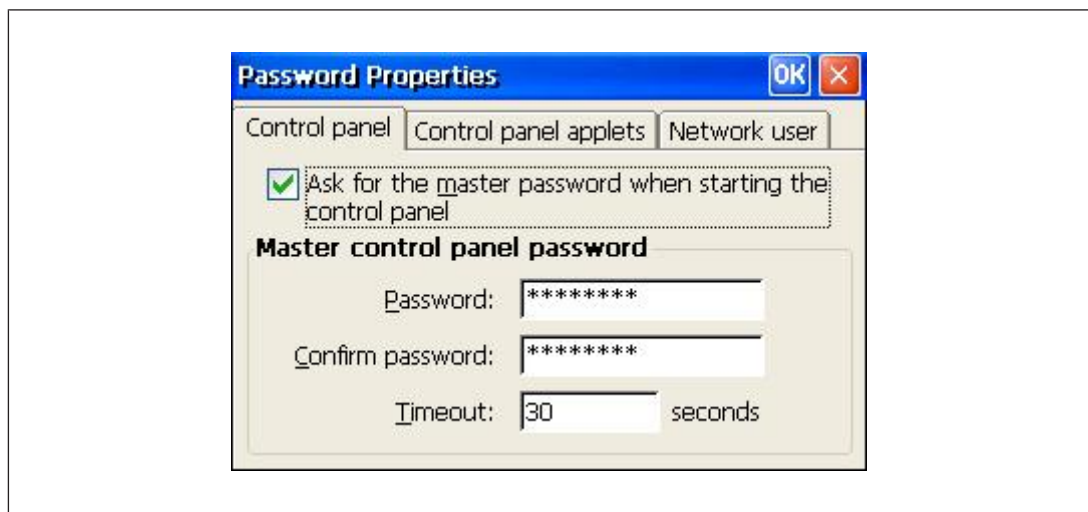 Password Properties OK
Control panel Control panel applets Network user
Ask for the master password when starting the
control panel
Master control panel password
Password: ********
Confirm password: ********
Timeout: 30 seconds